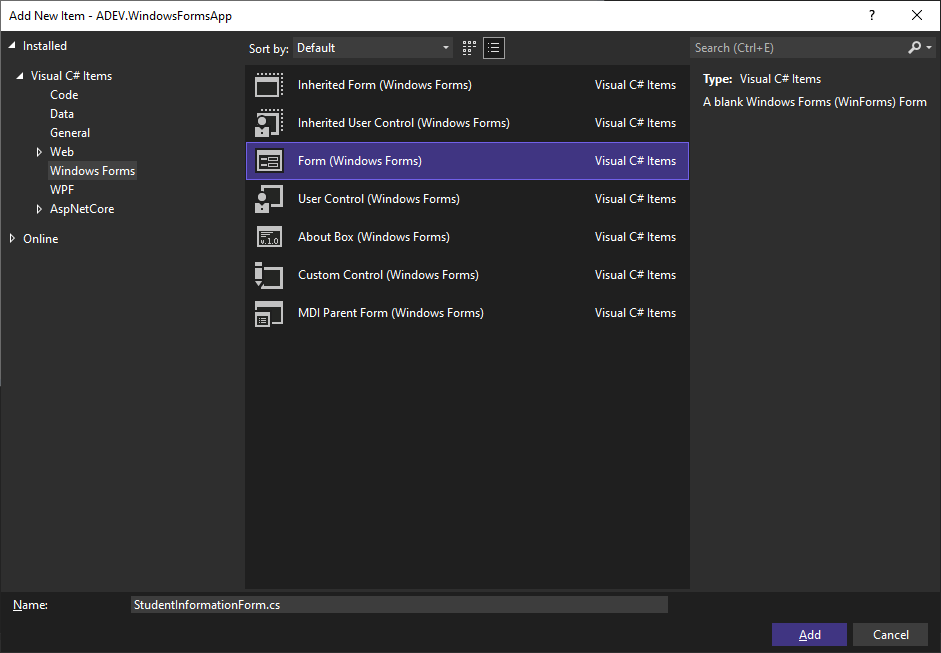 Add New Item - ADEV.WindowsFormsApp
?
Installed
Visual C# Items
Code
Data
General
Web
Windows Forms
WPF
AspNetCore
Online
Sort by: Default
Inherited Form (Windows Forms) Visual C# Items
Inherited User Control (Windows Forms) Visual C# Items
Form (Windows Forms) Visual C# Items
User Control (Windows Forms) Visual C# Items
v.1.0
About Box (Windows Forms) Visual C# Items
Custom Control (Windows Forms) Visual C# Items
MDI Parent Form (Windows Forms) Visual C# Items
Search (Ctrl+E)
Type: Visual C# Items
A blank Windows Forms (WinForms) Form
Name: StudentInformationForm.cs
Add Cancel